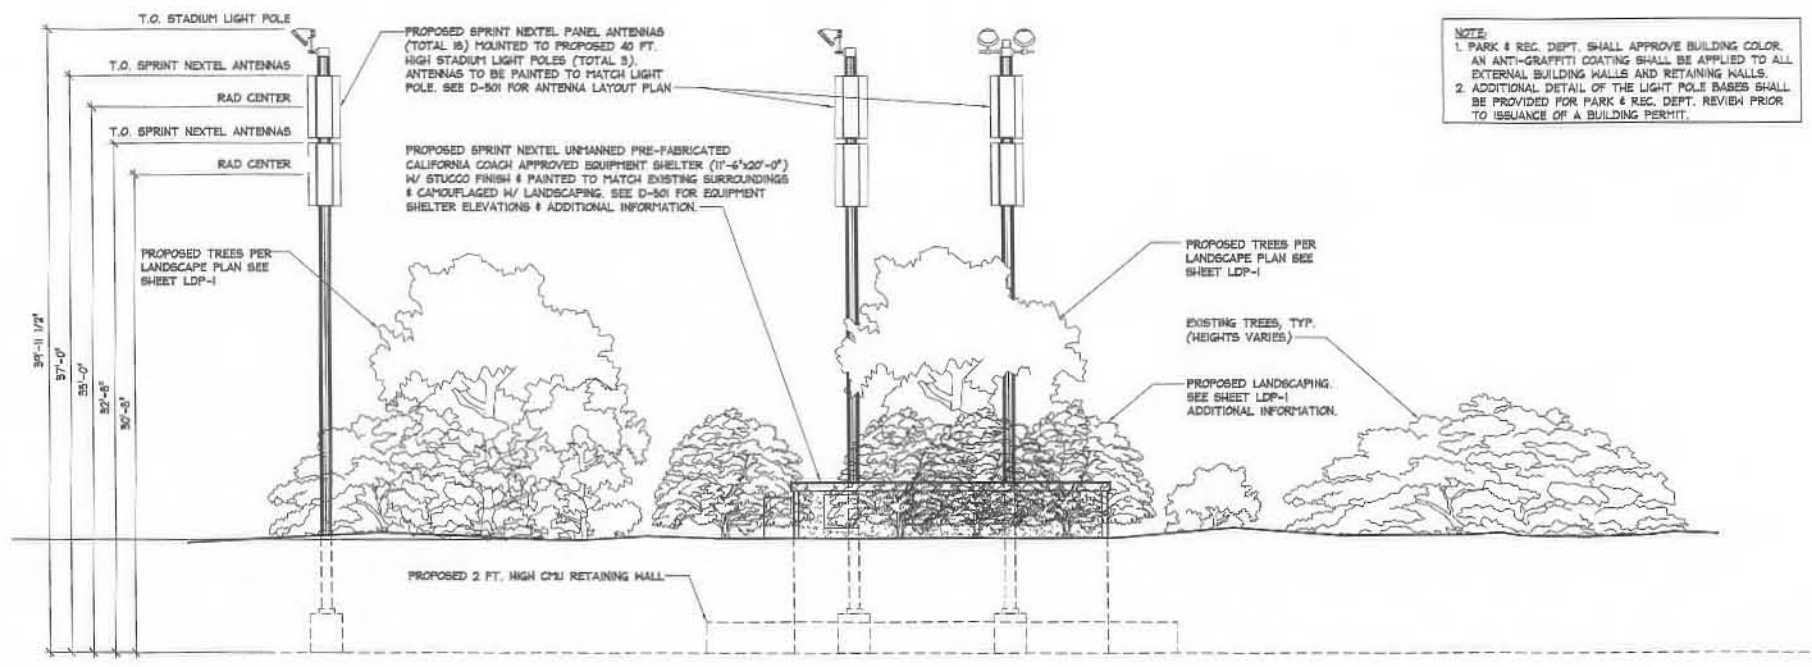 T.O. STADIUM LIGHT POLE
T.O. SPRINT NEXTEL ANTENNAS
RAD CENTER
T.O. SPRINT NEXTEL ANTENNAS
RAD CENTER
PROPOSED SPRINT NEXTEL PANEL ANTENNAS
(TOTAL 18) MOUNTED TO PROPOSED 40 FT.
HIGH STADIUM LIGHT POLES (TOTAL 3).
ANTENNAS TO BE PAINTED TO MATCH LIGHT
POLE. SEE D-501 FOR ANTENNA LAYOUT PLAN
PROPOSED SPRINT NEXTEL UNMANNED PRE-FABRICATED
CALIFORNIA COACH APPROVED EQUIPMENT SHELTER (11'-6"x20'-0")
W/ STUCCO FINISH & PAINTED TO MATCH EXISTING SURROUNDINGS
& CAMOUFLAGED W/ LANDSCAPING. SEE D-501 FOR EQUIPMENT
SHELTER ELEVATIONS & ADDITIONAL INFORMATION.
NOTE:
1. PARK & REC. DEPT. SHALL APPROVE BUILDING COLOR.
AN ANTI-GRAFFITI COATING SHALL BE APPLIED TO ALL
EXTERNAL BUILDING WALLS AND RETAINING WALLS.
2. ADDITIONAL DETAIL OF THE LIGHT POLE BASES SHALL
BE PROVIDED FOR PARK & REC. DEPT. REVIEW PRIOR
TO ISSUANCE OF A BUILDING PERMIT.
PROPOSED TREES PER
LANDSCAPE PLAN SEE
SHEET LDP-1
PROPOSED TREES PER
LANDSCAPE PLAN SEE
SHEET LDP-1
EXISTING TREES, TYP.
(HEIGHTS VARIES)
PROPOSED LANDSCAPING.
SEE SHEET LDP-1
ADDITIONAL INFORMATION.
39'-11 1/2"
37'-0"
35'-0"
32'-8"
30'-8"
PROPOSED 2 FT. HIGH CMU RETAINING WALL